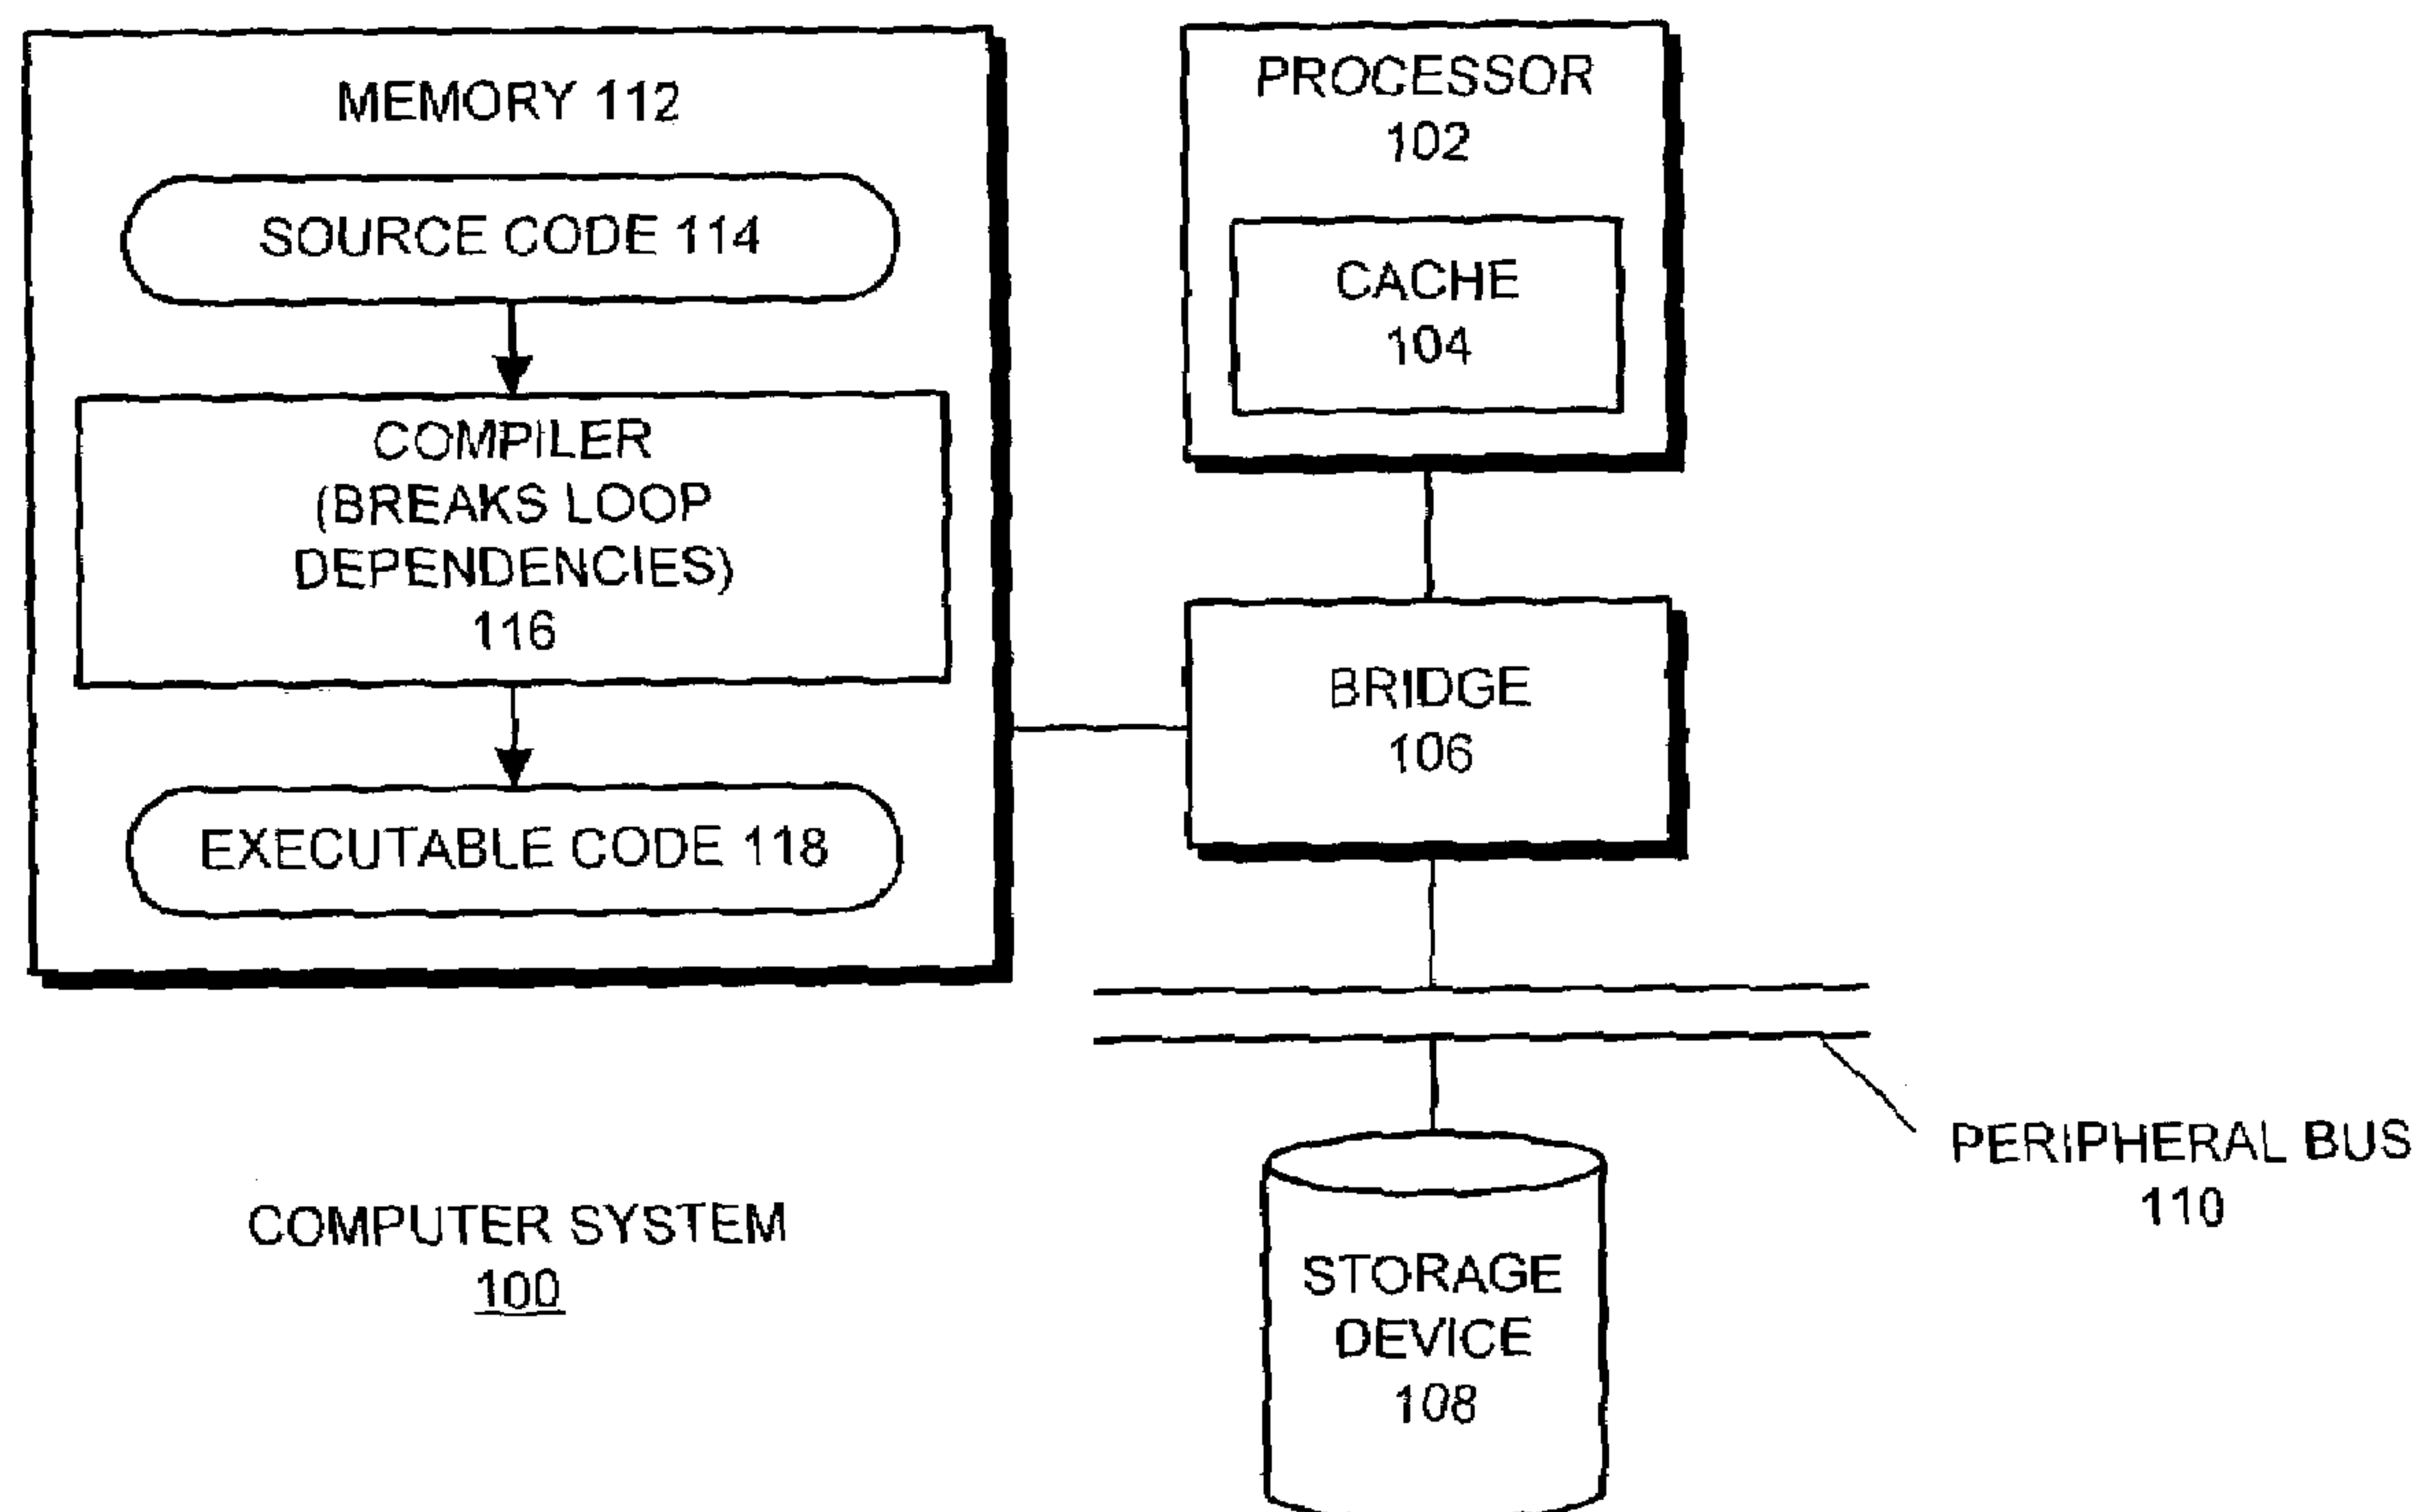 MEMORY 112
SOURCE CODE 114
COMPILER
(BREAKS LOOP
DEPENDENCIES)
116
EXECUTABLE CODE 118
PROCESSOR
102
CACHE
104
BRIDGE
106
PERIPHERAL BUS
110
STORAGE
DEVICE
108
COMPUTER SYSTEM
100